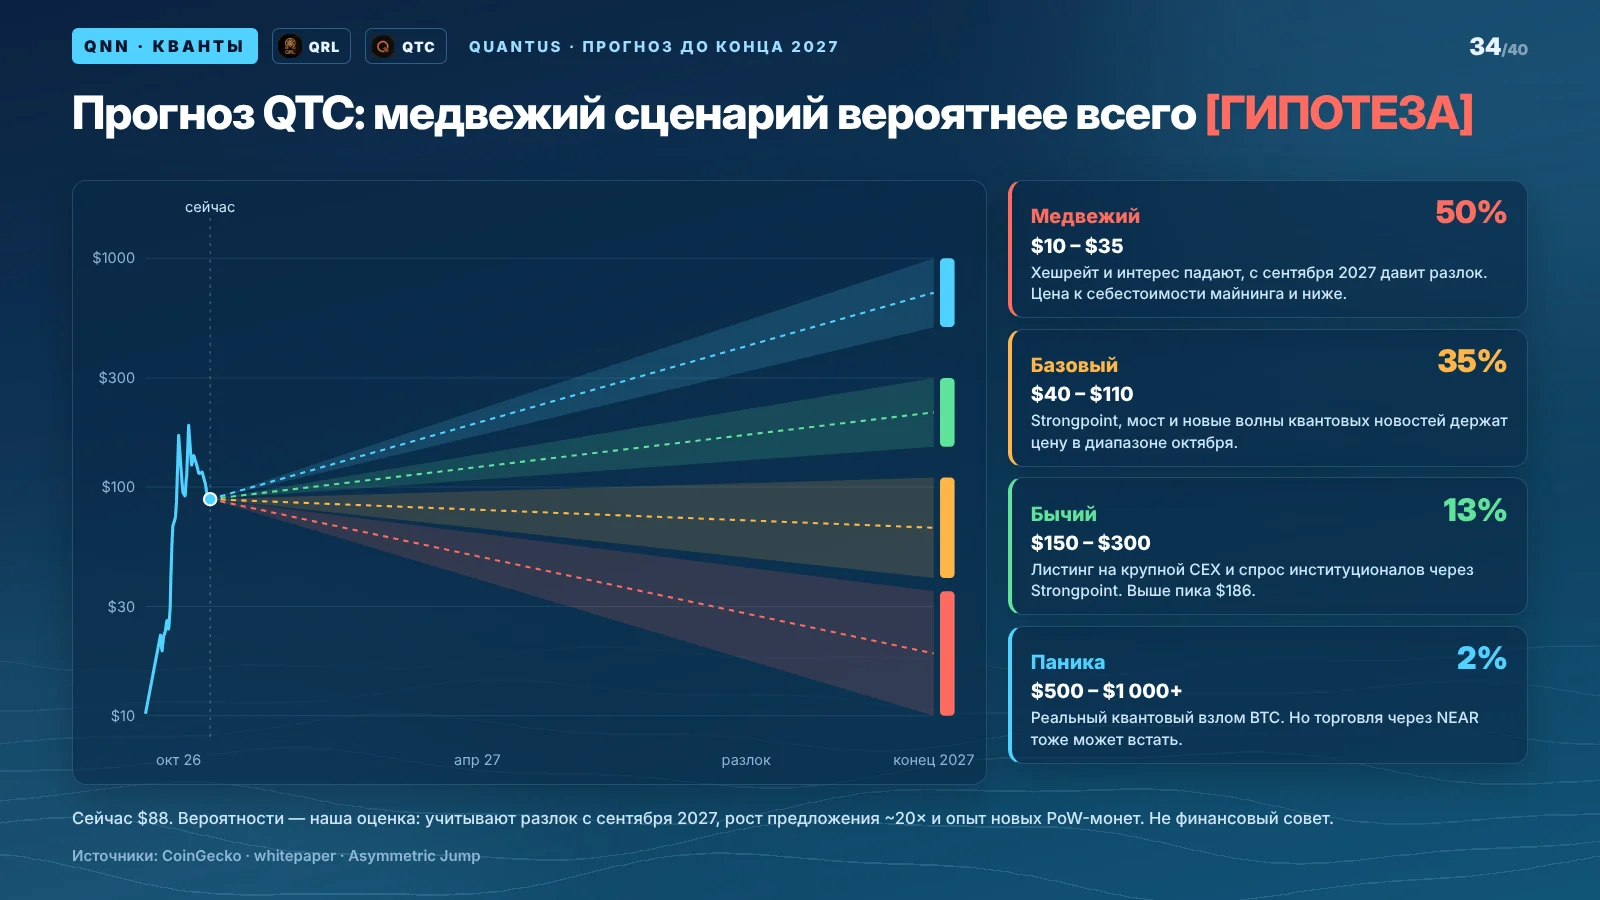 QNN · КВАНТЫ
QRL
QTC
QUANTUS · ПРОГНОЗ ДО КОНЦА 2027
34/40
Прогноз QTC: медвежий сценарий вероятнее всего [ГИПОТЕЗА]
сейчас
$1000
$300
$100
$30
$10
окт 26
апр 27
разлок
конец 2027
Медвежий
50%
$10 – $35
Хешрейт и интерес падают, с сентября 2027 давит разлок.
Цена к себестоимости майнинга и ниже.
Базовый
35%
$40 – $110
Strongpoint, мост и новые волны квантовых новостей держат
цену в диапазоне октября.
Бычий
13%
$150 – $300
Листинг на крупной CEX и спрос институционалов через
Strongpoint. Выше пика $186.
Паника
2%
$500 – $1 000+
Реальный квантовый взлом BTC. Но торговля через NEAR
тоже может встать.
Сейчас $88. Вероятности — наша оценка: учитывают разлок с сентября 2027, рост предложения ~20× и опыт новых PoW-монет. Не финансовый совет.
Источники: CoinGecko · whitepaper · Asymmetric Jump